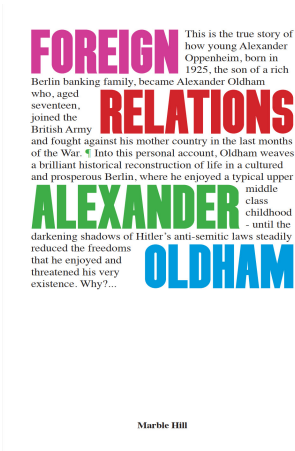 FOREIGN
This is the true story of
how young Alexander
Oppenheim, born in
1925, the son of a rich
Berlin banking family, became Alexander Oldham
who, aged
seventeen,
joined the
British Army
RELATIONS
and fought against his mother country in the last months
of the War. ¶ Into this personal account, Oldham weaves
a brilliant historical reconstruction of life in a cultured
and prosperous Berlin, where he enjoyed a typical upper
ALEXANDER
middle
class
childhood
- until the
darkening shadows of Hitler's anti-semitic laws steadily
reduced the freedoms
that he enjoyed and
threatened his very
existence. Why?...
OLDHAM
Marble Hill